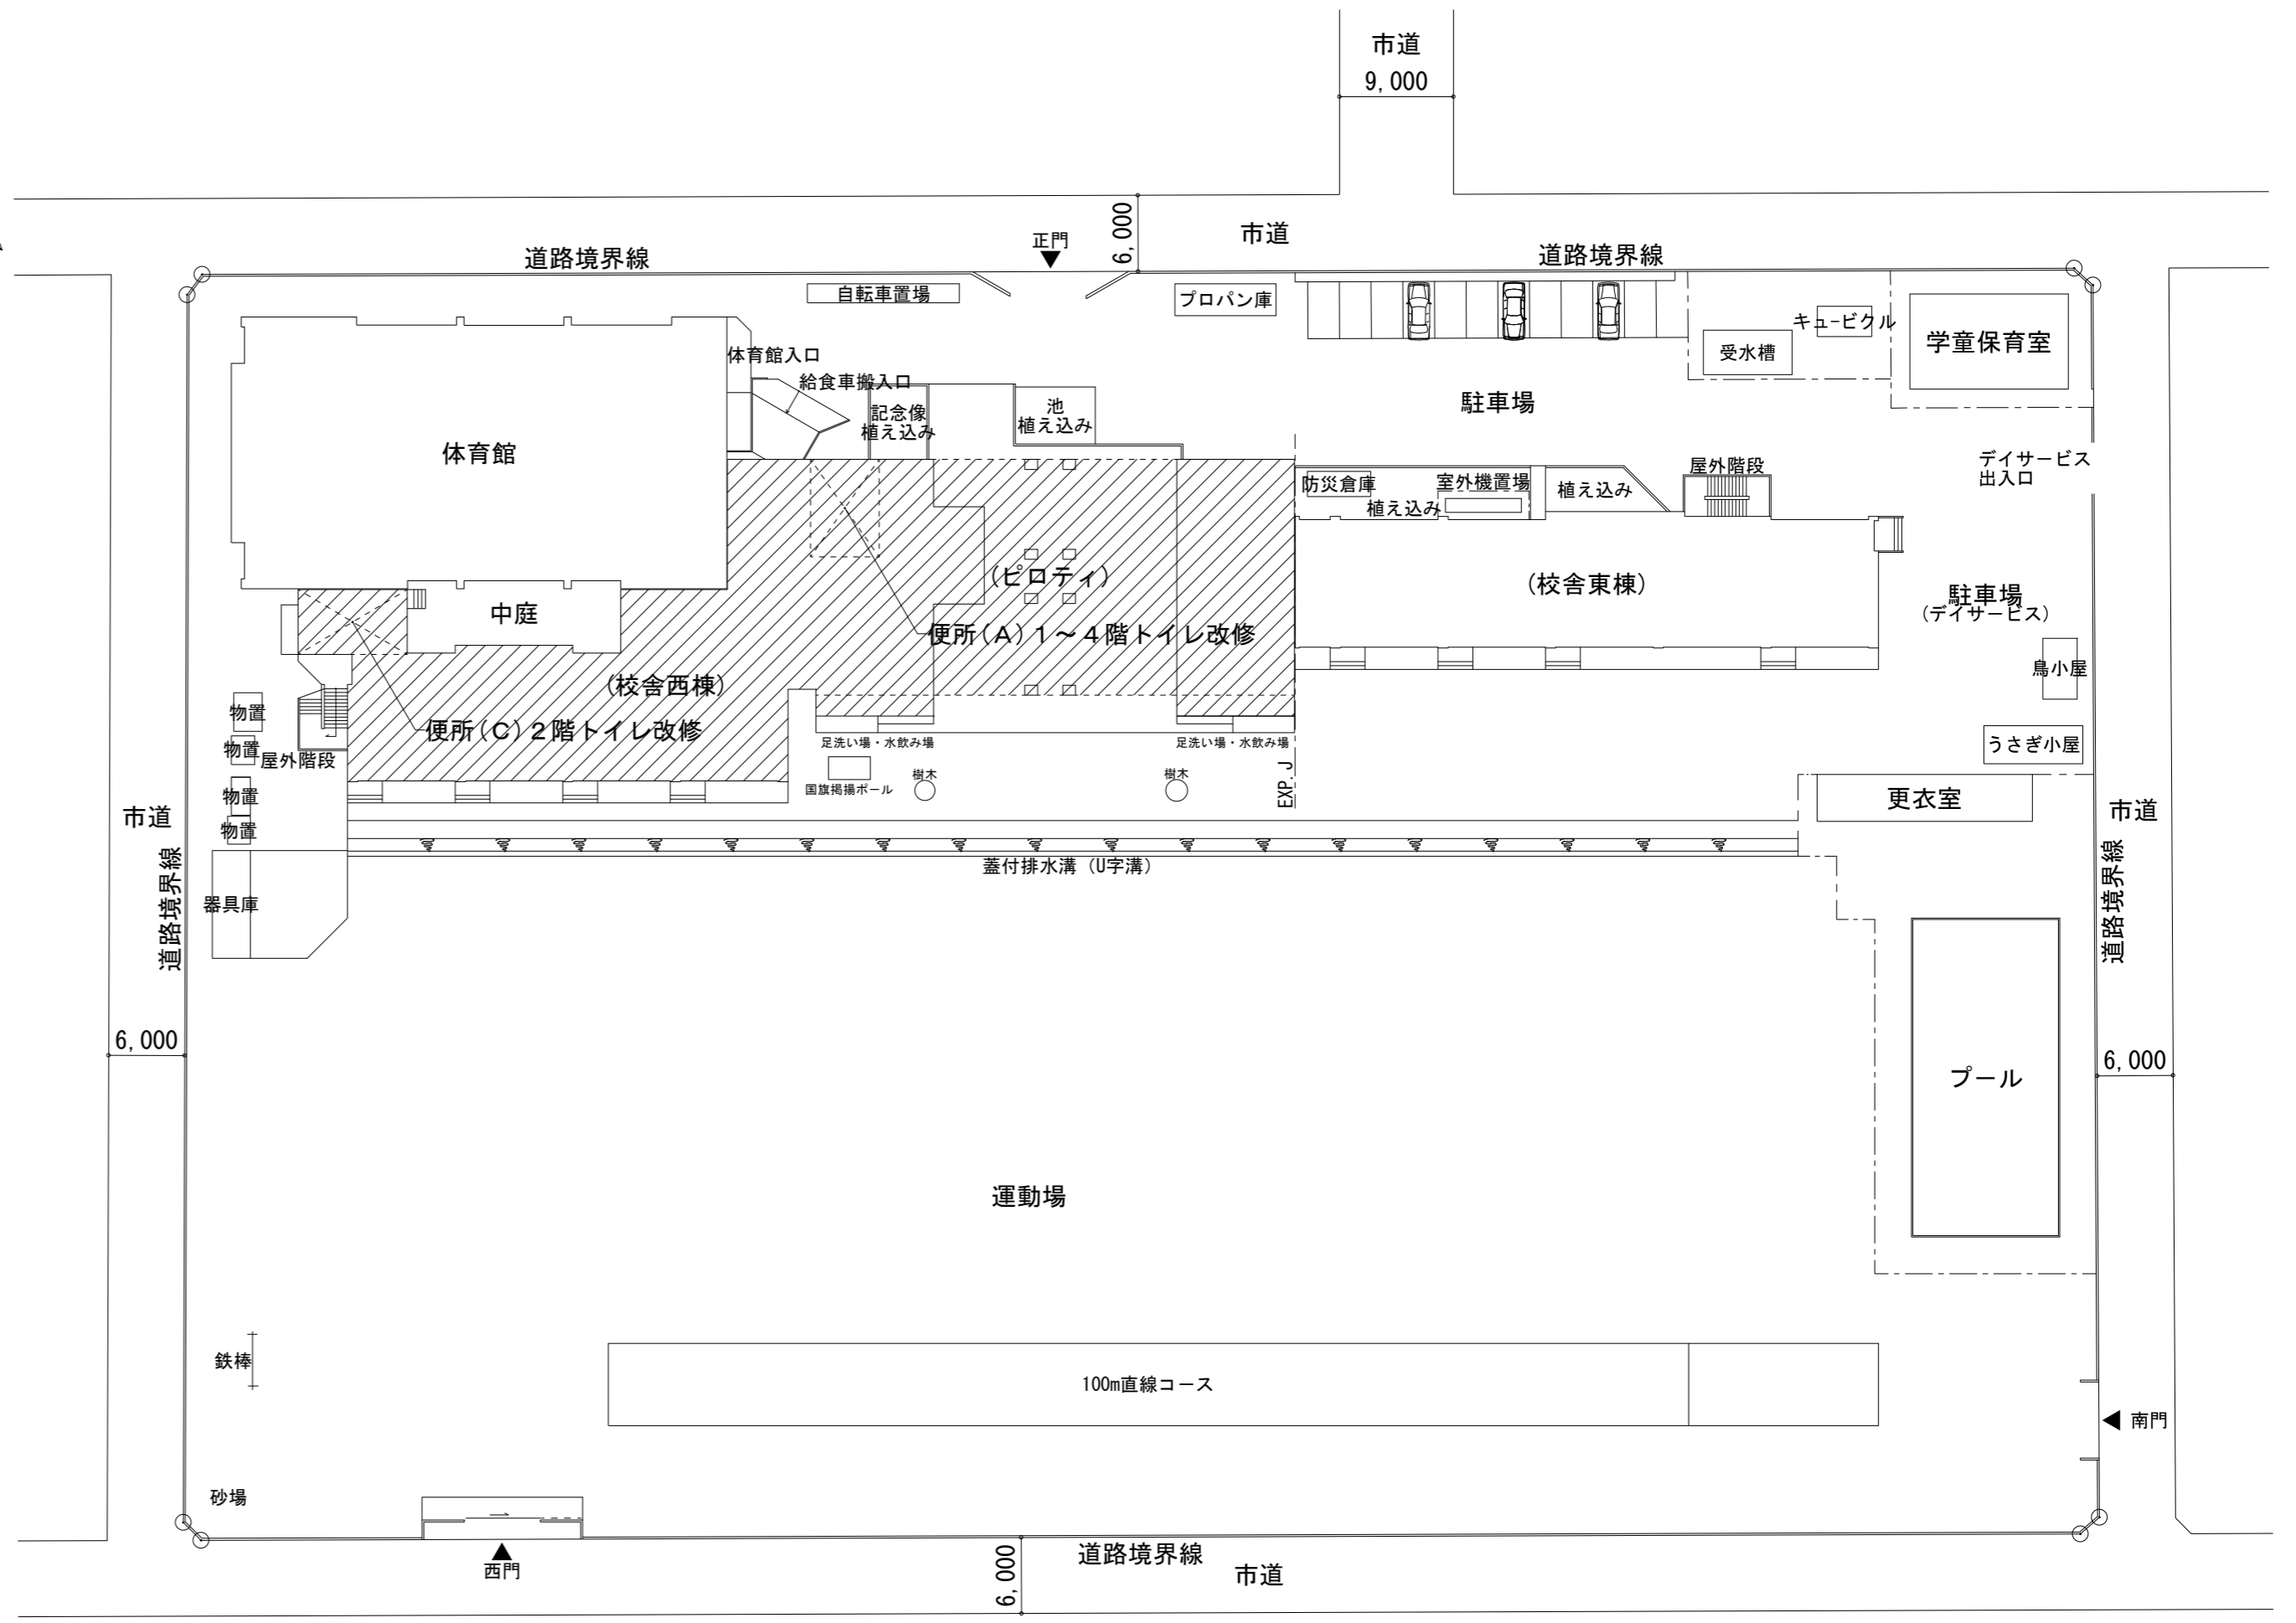 市道
9,000
6,000
市道
正門
道路境界線
道路境界線
自転車置場
プロパン庫
キュービクル
受水槽
学童保育室
体育館入口
給食車搬入口
記念像
植え込み
池
植え込み
駐車場
体育館
デイサービス
出入口
屋外階段
防災倉庫
室外機置場
植え込み
植え込み
(ピロティ)
(校舎東棟)
中庭
駐車場
(デイサービス)
便所(A)1～4階トイレ改修
鳥小屋
(校舎西棟)
物置
便所(C)2階トイレ改修
物置
屋外階段
足洗い場・水飲み場
足洗い場・水飲み場
うさぎ小屋
国旗掲揚ポール
樹木
樹木
EXP.J
物置
更衣室
市道
市道
物置
蓋付排水溝（U字溝）
道路境界線
道路境界線
器具庫
6,000
6,000
プール
運動場
鉄棒
100m直線コース
南門
砂場
西門
6,000
道路境界線
市道